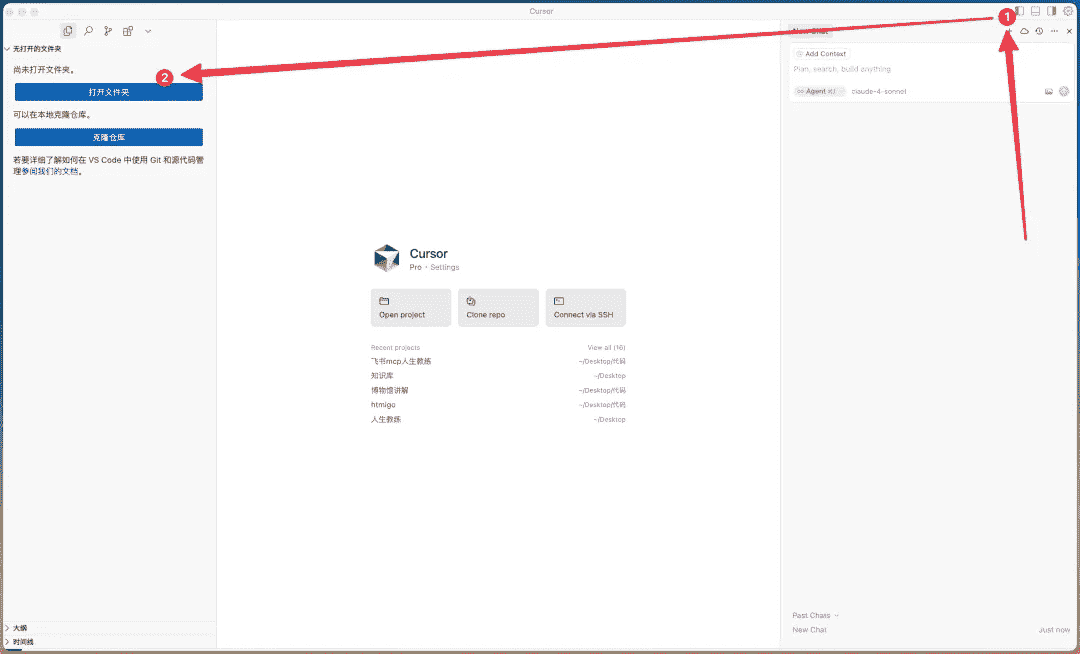 Cursor
1
无打开的文件夹
尚未打开文件夹。
2
打开文件夹
可以在本地克隆仓库。
克隆仓库
若要详细了解如何在 VS Code 中使用 Git 和源代码管
理参阅我们的文档。
Cursor
Pro · Settings
Open project
Clone repo
Connect via SSH
Recent projects
View all (16)
飞书mcp人生教练
~/Desktop/代码
知识库
~/Desktop
博物馆讲解
~/Desktop/代码
htmlgo
~/Desktop/代码
人生教练
~/Desktop
大纲
时间线
New Chat
Add Context
Plan, search, build anything
Agent ⌘I
claude-4-sonnet
Past Chats
New Chat
Just now